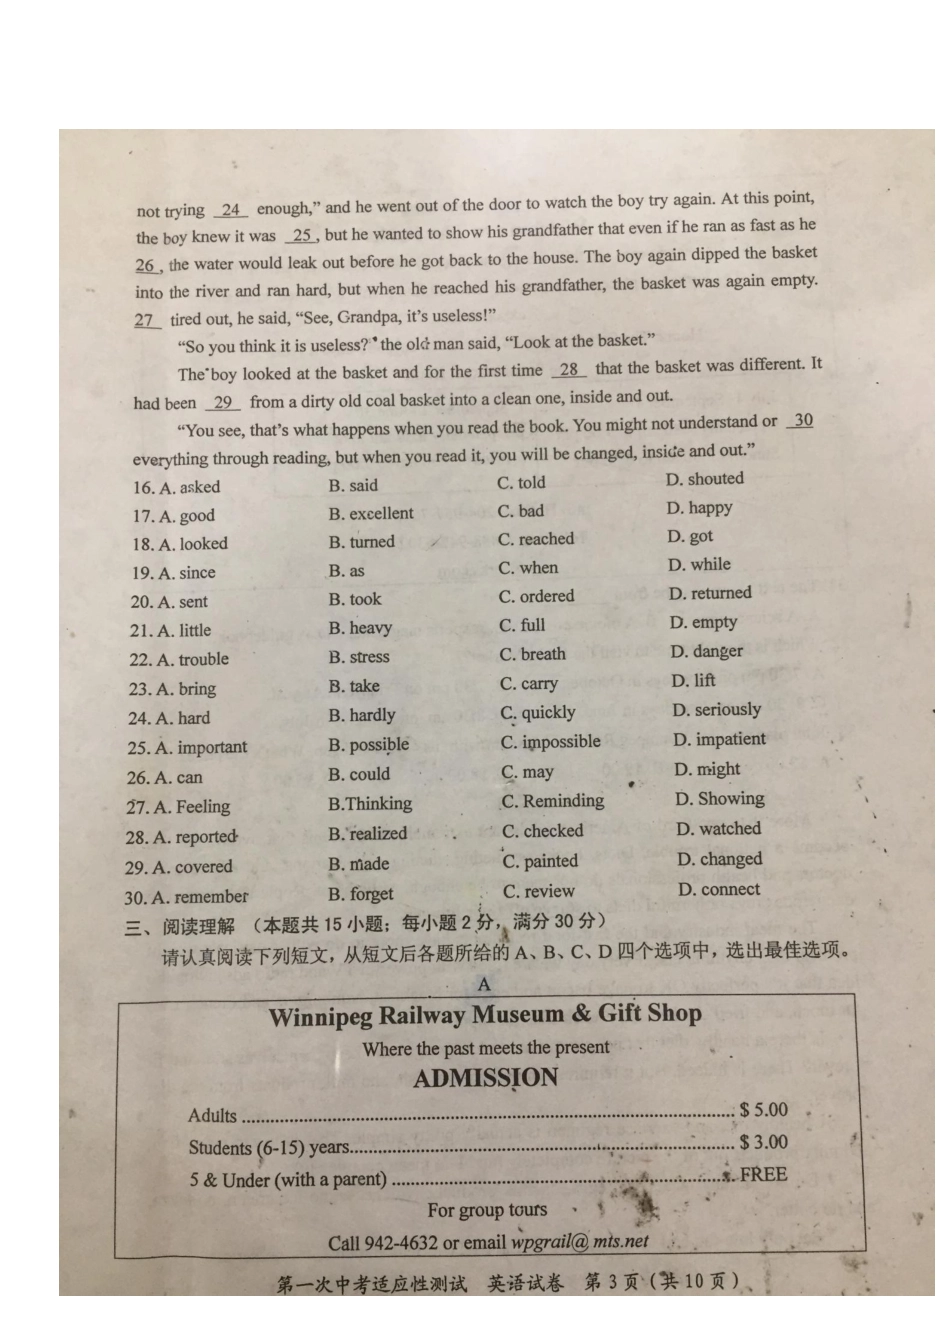 not trying 24 enough,” and he went out of the door to watch the boy try again. At this point,
the boy knew it was 25 , but he wanted to show his grandfather that even if he ran as fast as he
26 , the water would leak out before he got back to the house. The boy again dipped the basket
into the river and ran hard, but when he reached his grandfather, the basket was again empty.
27 tired out, he said, “See, Grandpa, it’s useless!”
“So you think it is useless?” the old man said, “Look at the basket.”
The boy looked at the basket and for the first time 28 that the basket was different. It
had been 29 from a dirty old coal basket into a clean one, inside and out.
“You see, that’s what happens when you read the book. You might not understand or 30
everything through reading, but when you read it, you will be changed, inside and out.”
16. A. asked B. said C. told D. shouted
17. A. good B. excellent C. bad D. happy
18. A. looked B. turned C. reached D. got
19. A. since B. as C. when D. while
20. A. sent B. took C. ordered D. returned
21. A. little B. heavy C. full D. empty
22. A. trouble B. stress C. breath D. danger
23. A. bring B. take C. carry D. lift
24. A. hard B. hardly C. quickly D. seriously
25. A. important B. possible C. impossible D. impatient
26. A. can B. could C. may D. might
27. A. Feeling B.Thinking C. Reminding D. Showing
28. A. reported B. realized C. checked D. watched
29. A. covered B. made C. painted D. changed
30. A. remember B. forget C. review D. connect
三、阅读理解 （本题共 15 小题；每小题 2 分，满分 30 分）
请认真阅读下列短文，从短文后各题所给的 A、B、C、D 四个选项中，选出最佳选项。
A
Winnipeg Railway Museum & Gift Shop
Where the past meets the present
ADMISSION
Adults ........................................ $ 5.00
Students (6-15) years........................................ $ 3.00
5 & Under (with a parent) ........................................ FREE
For group tours
Call 942-4632 or email wpgrail@ mts.net
第一次中考适应性测试 英语试卷 第 3 页（共 10 页）